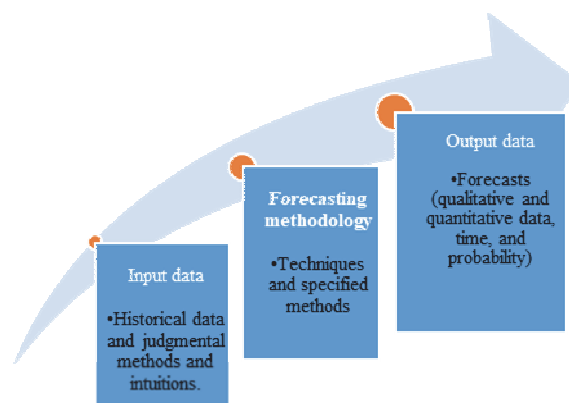 Input data
•Historical data
and judgmental
methods and
intuitions.
Forecasting
methodology
•Techniques
and specified
methods
Output data
•Forecasts
(qualitative and
quantitative data,
time, and
probability)